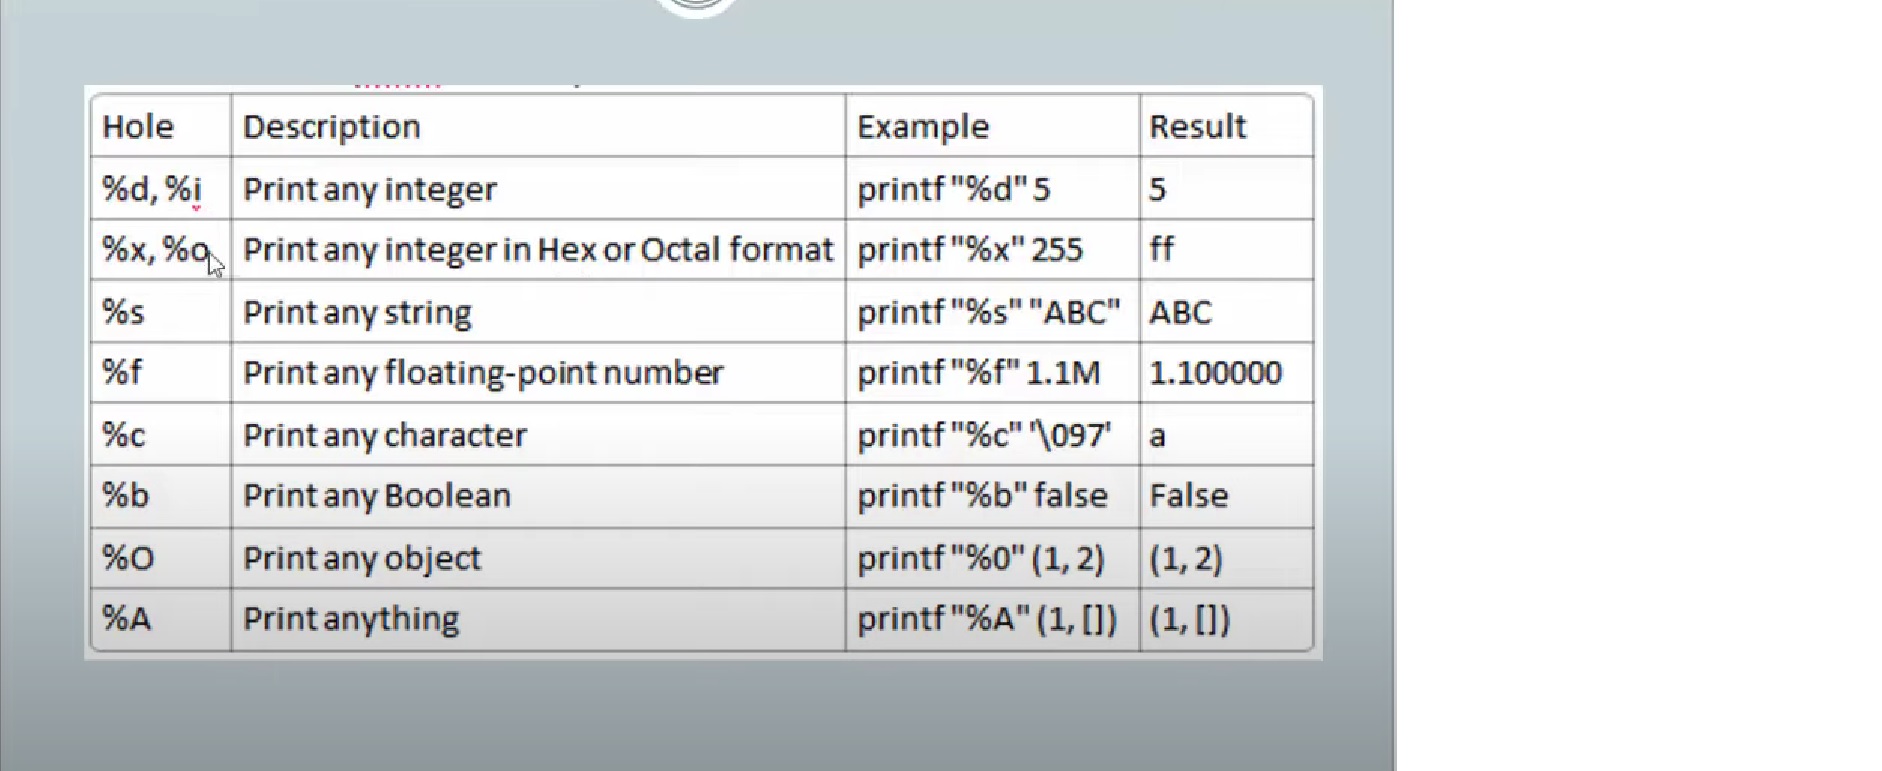 Hole Description Example Result
%d, %i Print any integer printf "%d" 5 5
%x, %o Print any integer in Hex or Octal format printf "%x" 255 ff
%s Print any string printf "%s" "ABC" ABC
%f Print any floating-point number printf "%f" 1.1M 1.100000
%c Print any character printf "%c" '\097' a
%b Print any Boolean printf "%b" false False
%O Print any object printf "%0" (1, 2) (1, 2)
%A Print anything printf "%A" (1, []) (1, [])